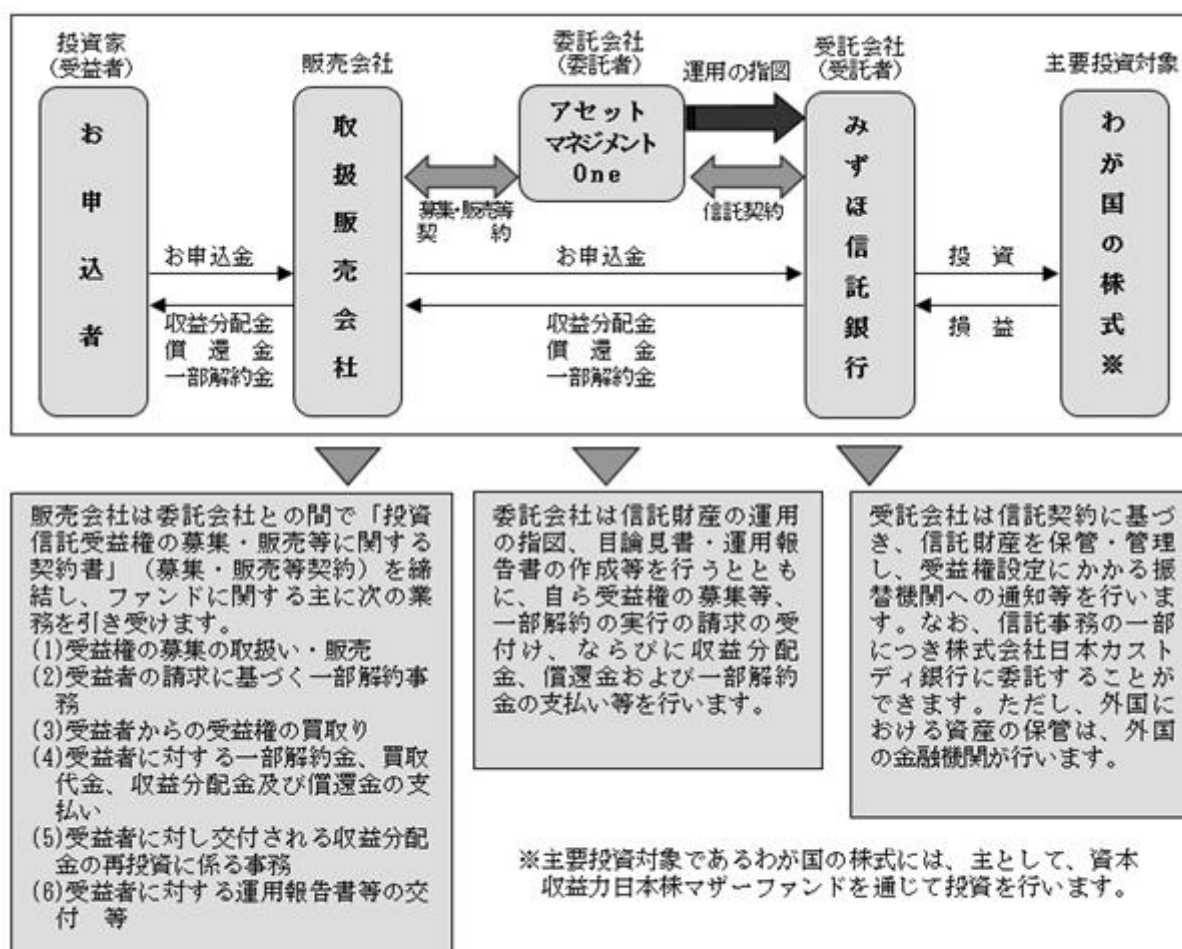 投資家
(受益者)
お申込者
販売会社
取扱販売会社
委託会社
(委託者)
アセット
マネジメント
One
運用の指図
受託会社
(受託者)
みずほ信託銀行
主要投資対象
わが国の株式※
募集・販売等
契　約
信託契約
お申込金
収益分配金
償　還　金
一部解約金
お申込金
収益分配金
償　還　金
一部解約金
投　資
損　益
販売会社は委託会社との間で「投資
信託受益権の募集・販売等に関する
契約書」（募集・販売等契約）を締
結し、ファンドに関する主に次の業
務を引き受けます。
(1)受益権の募集の取扱い・販売
(2)受益者の請求に基づく一部解約事
務
(3)受益者からの受益権の買取り
(4)受益者に対する一部解約金、買取
代金、収益分配金及び償還金の支
払い
(5)受益者に対し交付される収益分配
金の再投資に係る事務
(6)受益者に対する運用報告書等の交
付　等
委託会社は信託財産の運用
の指図、目論見書・運用報
告書の作成等を行うととも
に、自ら受益権の募集等、
一部解約の実行の請求の受
付け、ならびに収益分配
金、償還金および一部解約
金の支払い等を行います。
受託会社は信託契約に基づ
き、信託財産を保管・管理
し、受益権設定にかかる振
替機関への通知等を行いま
す。なお、信託事務の一部
につき株式会社日本カスト
ディ銀行に委託することが
できます。ただし、外国に
おける資産の保管は、外国
の金融機関が行います。
※主要投資対象であるわが国の株式には、主として、資本
収益力日本株マザーファンドを通じて投資を行います。